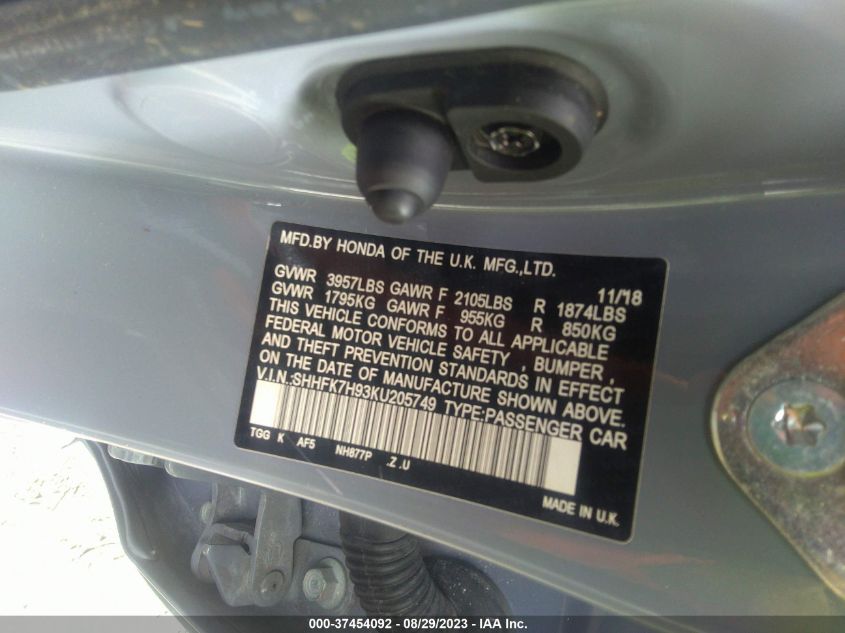 MFD.BY HONDA OF THE U.K. MFG.,LTD.
11/18
GVWR 3957LBS GAWR F 2105LBS R 1874LBS
GVWR 1795KG GAWR F 955KG R 850KG
THIS VEHICLE CONFORMS TO ALL APPLICABLE
FEDERAL MOTOR VEHICLE SAFETY , BUMPER ,
AND THEFT PREVENTION STANDARDS IN EFFECT
ON THE DATE OF MANUFACTURE SHOWN ABOVE.
V.I.N.:SHHFK7H93KU205749 TYPE:PASSENGER CAR
TGG K AF5 NH877P .Z .U
MADE IN U.K.
000-37454092 - 08/29/2023 - IAA Inc.